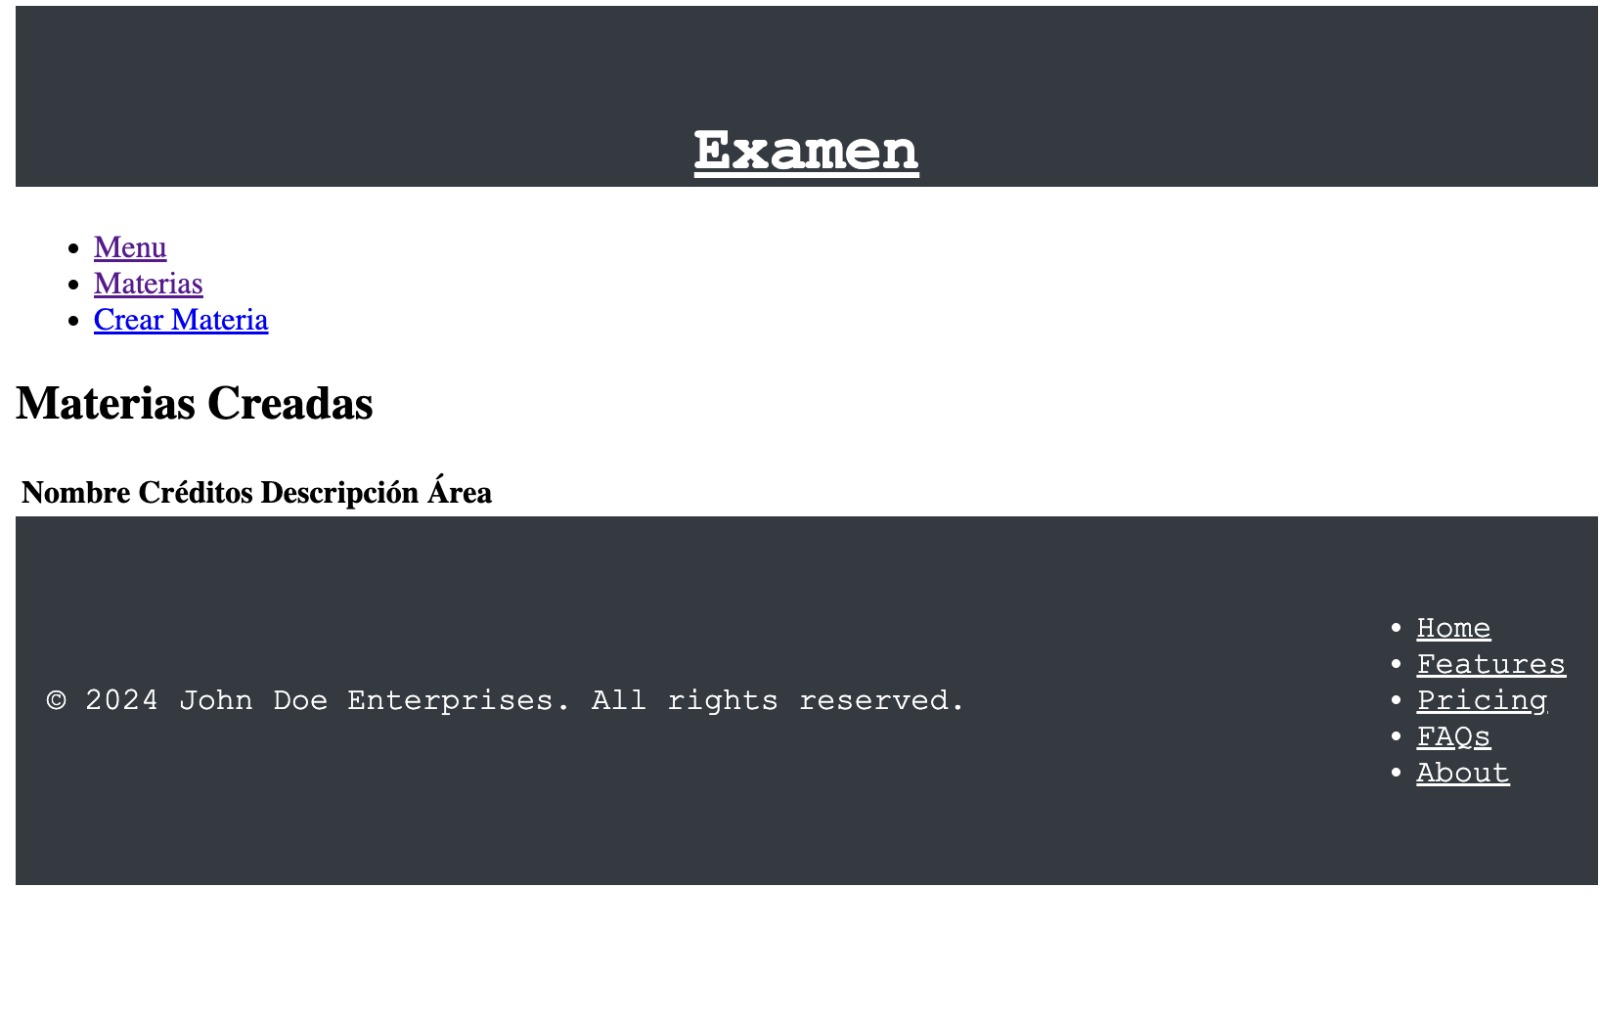 Examen
Menu
Materias
Crear Materia
Materias Creadas
Nombre Créditos Descripción Área
© 2024 John Doe Enterprises. All rights reserved.
Home
Features
Pricing
FAQs
About